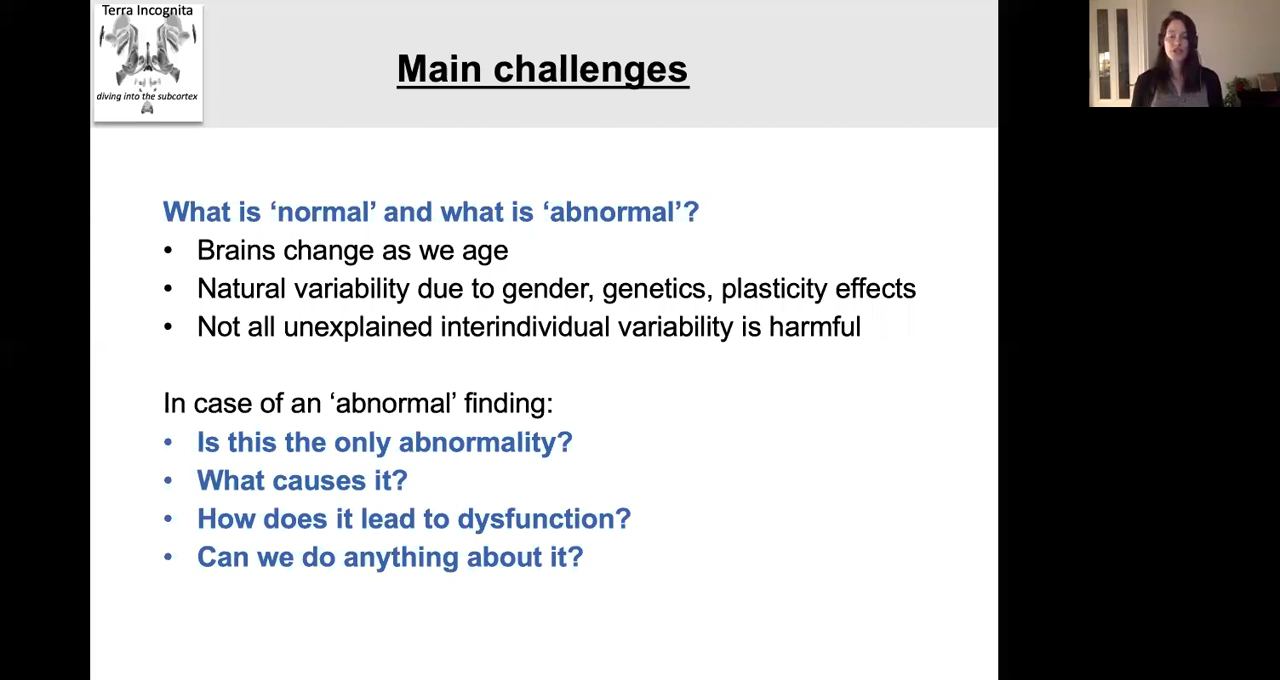 Terra Incognita
diving into the subcortex
Main challenges
What is ‘normal’ and what is ‘abnormal’?
• Brains change as we age
• Natural variability due to gender, genetics, plasticity effects
• Not all unexplained interindividual variability is harmful
In case of an ‘abnormal’ finding:
• Is this the only abnormality?
• What causes it?
• How does it lead to dysfunction?
• Can we do anything about it?